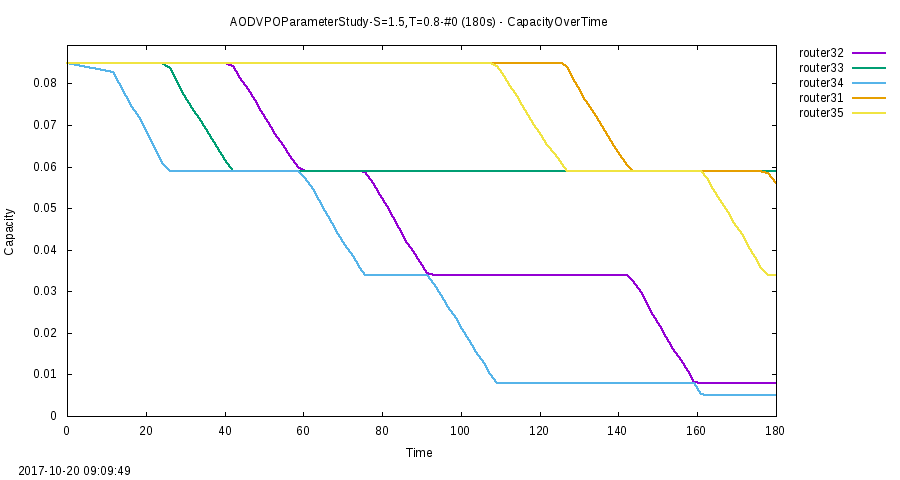 AODVPOParameterStudy-S=1.5,T=0.8-#0 (180s) - CapacityOverTime
router32
router33
router34
router31
router35
Capacity
0.08
0.07
0.06
0.05
0.04
0.03
0.02
0.01
0
0 20 40 60 80 100 120 140 160 180
Time
2017-10-20 09:09:49